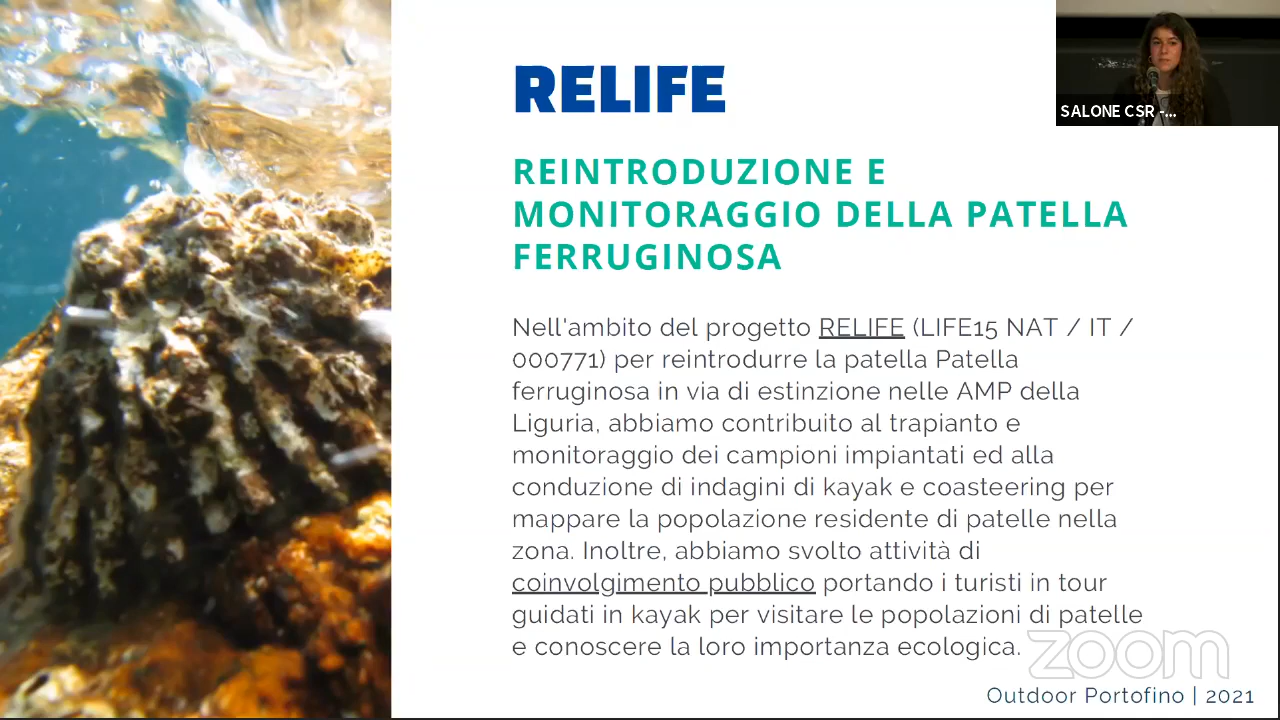 RELIFE
SALONE CSR -...
REINTRODUZIONE E
MONITORAGGIO DELLA PATELLA
FERRUGINOSA
Nell'ambito del progetto RELIFE (LIFE15 NAT / IT /
000771) per reintrodurre la patella Patella
ferruginosa in via di estinzione nelle AMP della
Liguria, abbiamo contribuito al trapianto e
monitoraggio dei campioni impiantati ed alla
conduzione di indagini di kayak e coasteering per
mappare la popolazione residente di patelle nella
zona. Inoltre, abbiamo svolto attività di
coinvolgimento pubblico portando i turisti in tour
guidati in kayak per visitare le popolazioni di patelle
e conoscere la loro importanza ecologica.
zoom
Outdoor Portofino | 2021